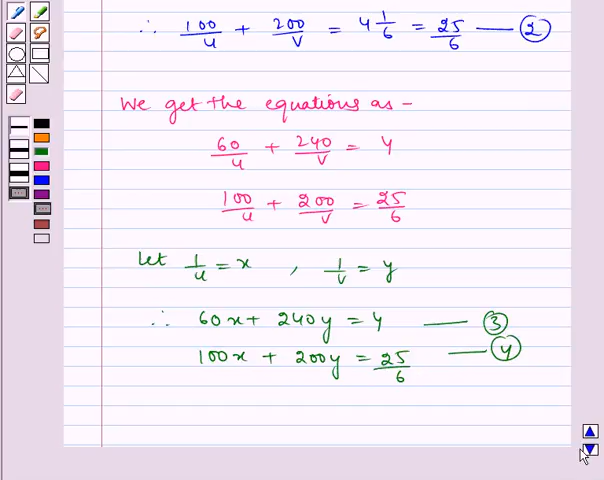 ∴ 100/u + 200/v = 4 1/6 = 25/6 — ②
We get the equations as –
60/u + 240/v = 4
100/u + 200/v = 25/6
Let 1/u = x , 1/v = y
∴ 60x + 240y = 4 — ③
100x + 200y = 25/6 — ④